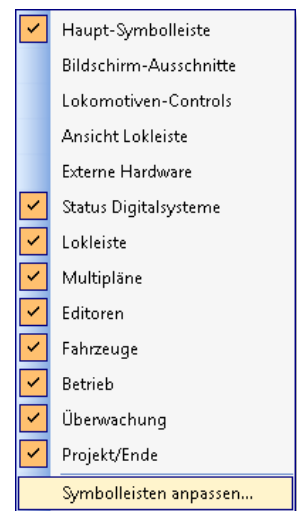 Haupt-Symbolleiste
Bildschirm-Ausschnitte
Lokomotiven-Controls
Ansicht Lokleiste
Externe Hardware
Status Digitalsysteme
Lokleiste
Multipläne
Editoren
Fahrzeuge
Betrieb
Überwachung
Projekt/Ende
Symbolleisten anpassen...